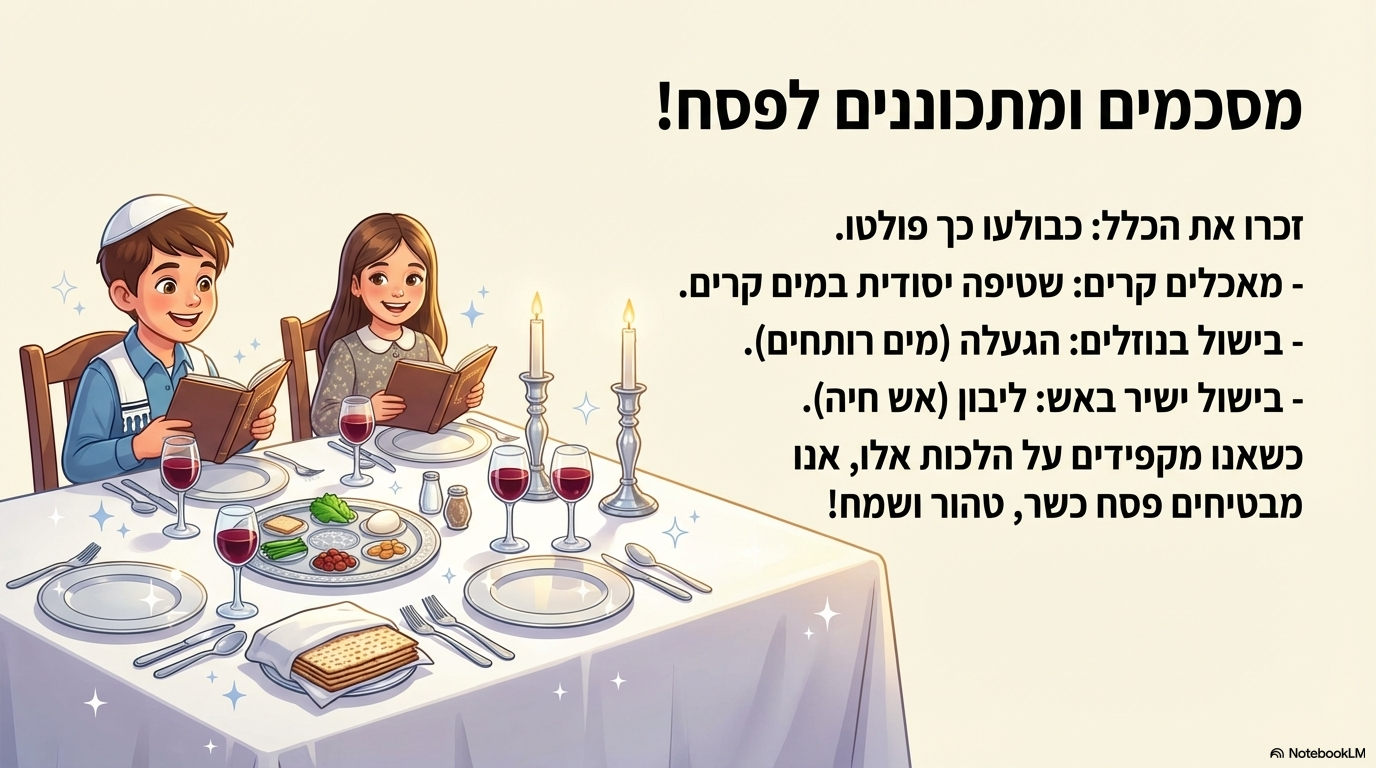 מסכמים ומתכוננים לפסח!
זכרו את הכלל: כבולעו כך פולטו.
- מאכלים קרים: שטיפה יסודית במים קרים.
- בישול בנוזלים: הגעלה (מים רותחים).
- בישול ישיר באש: ליבון (אש חיה).
כשאנו מקפידים על הלכות אלו, אנו
מבטיחים פסח כשר, טהור ושמח!
NotebookLM